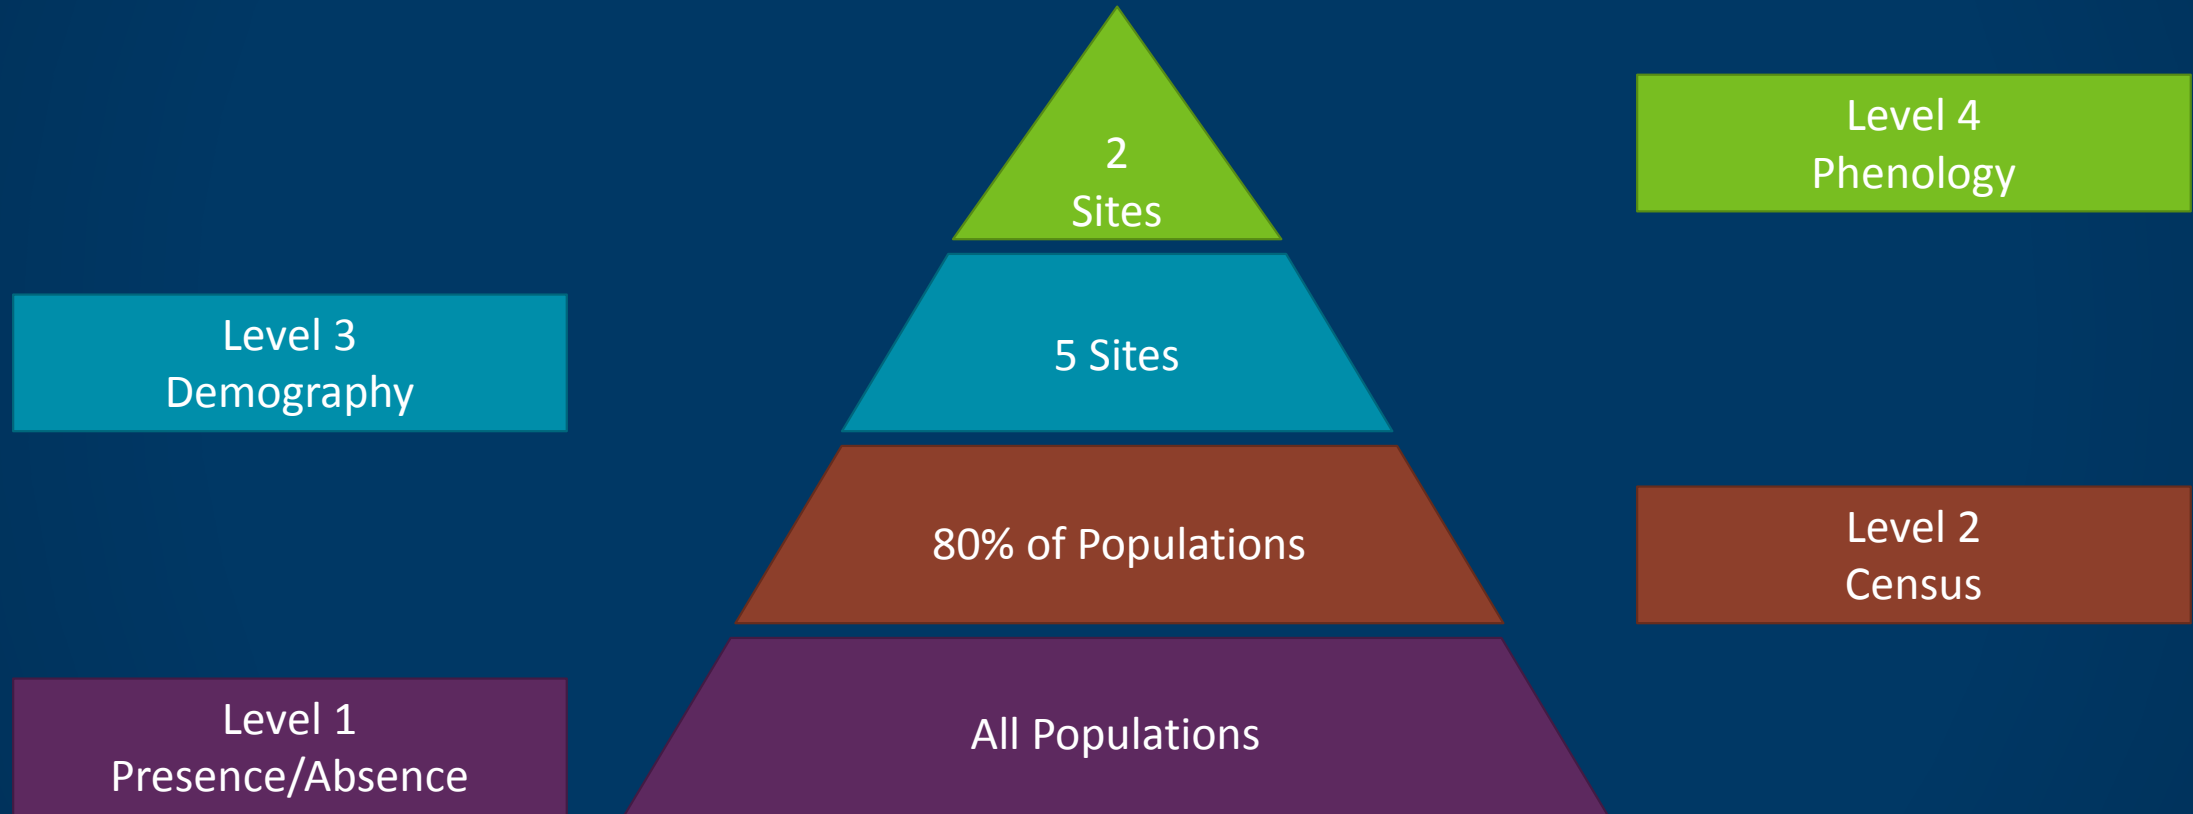 2
Sites
Level 4
Phenology
Level 3
Demography
5 Sites
80% of Populations
Level 2
Census
Level 1
Presence/Absence
All Populations